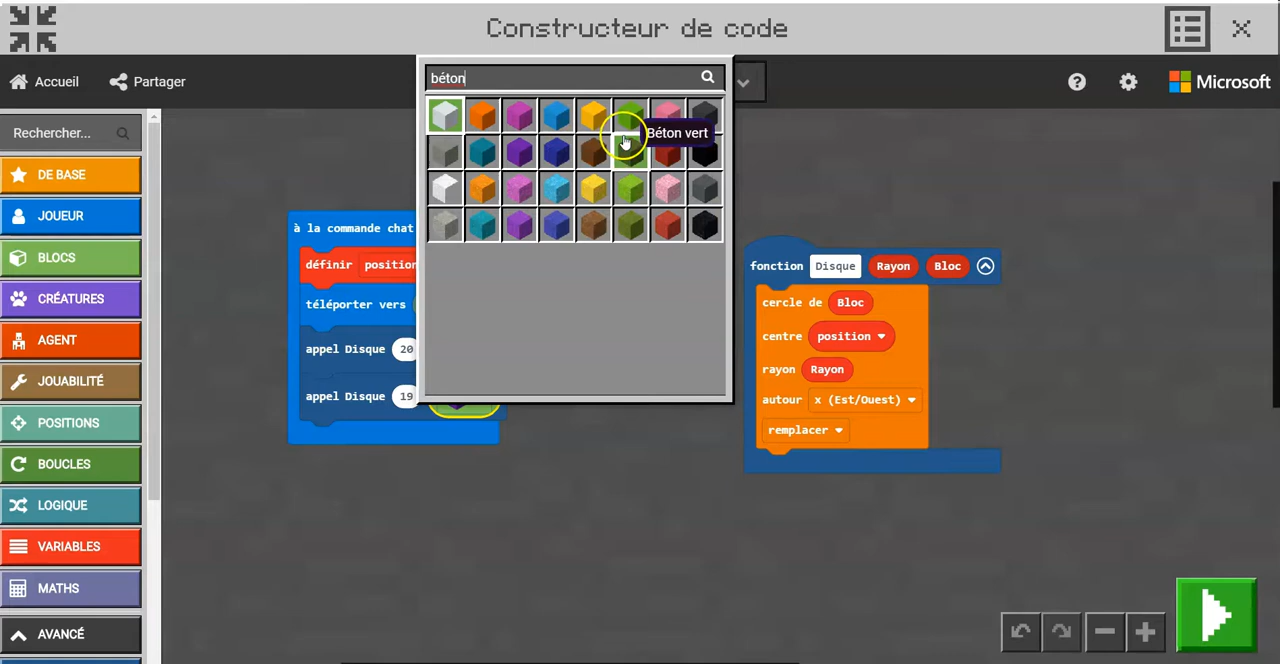 Constructeur de code
Accueil
Partager
Microsoft
béton
Béton vert
Rechercher...
DE BASE
JOUEUR
BLOCS
CRÉATURES
AGENT
JOUABILITÉ
POSITIONS
BOUCLES
LOGIQUE
VARIABLES
MATHS
AVANCÉ
à la commande chat
définir position
téléporter vers
appel Disque 20
appel Disque 19
fonction Disque Rayon Bloc
cercle de Bloc
centre position
rayon Rayon
autour x (Est/Ouest)
remplacer